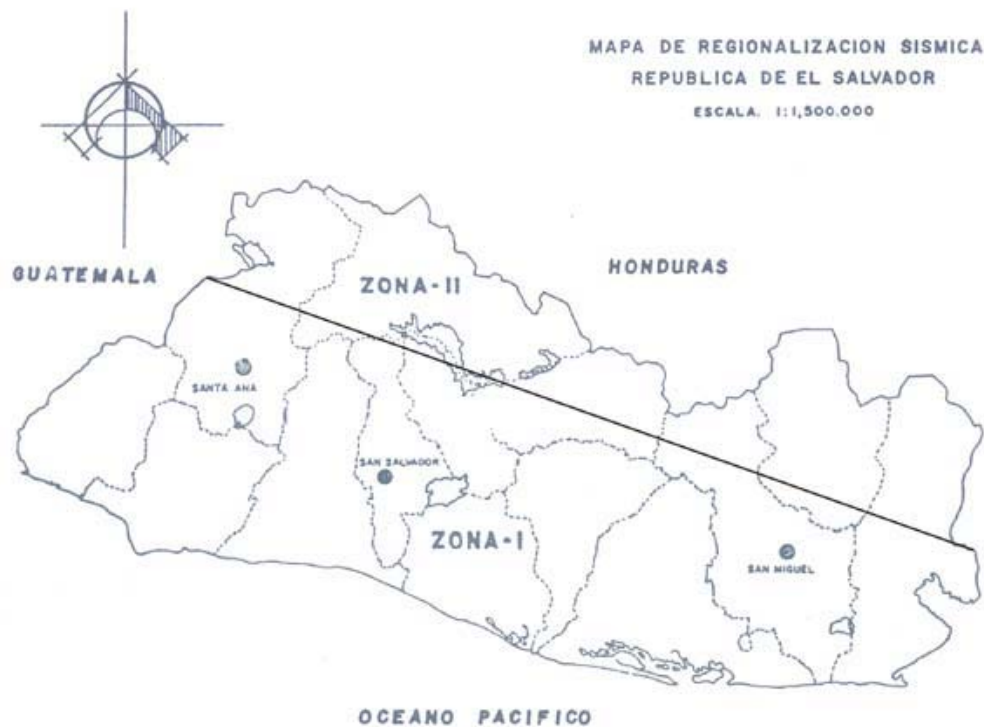 MAPA DE REGIONALIZACION SISMICA
REPUBLICA DE EL SALVADOR
ESCALA. 1:1,500.000
GUATEMALA
HONDURAS
ZONA-II
SANTA ANA
SAN SALVADOR
ZONA-I
SAN MIGUEL
OCEANO PACIFICO